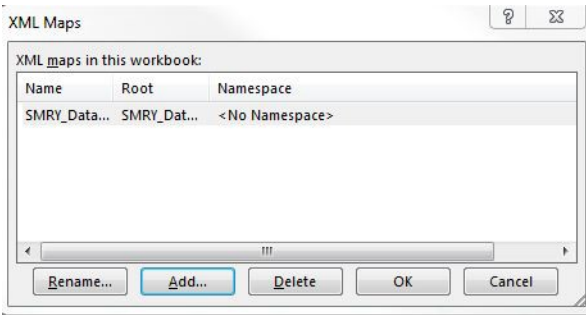 XML Maps
XML maps in this workbook:
Name Root Namespace
SMRY_Data... SMRY_Dat... <No Namespace>
Rename... Add... Delete OK Cancel